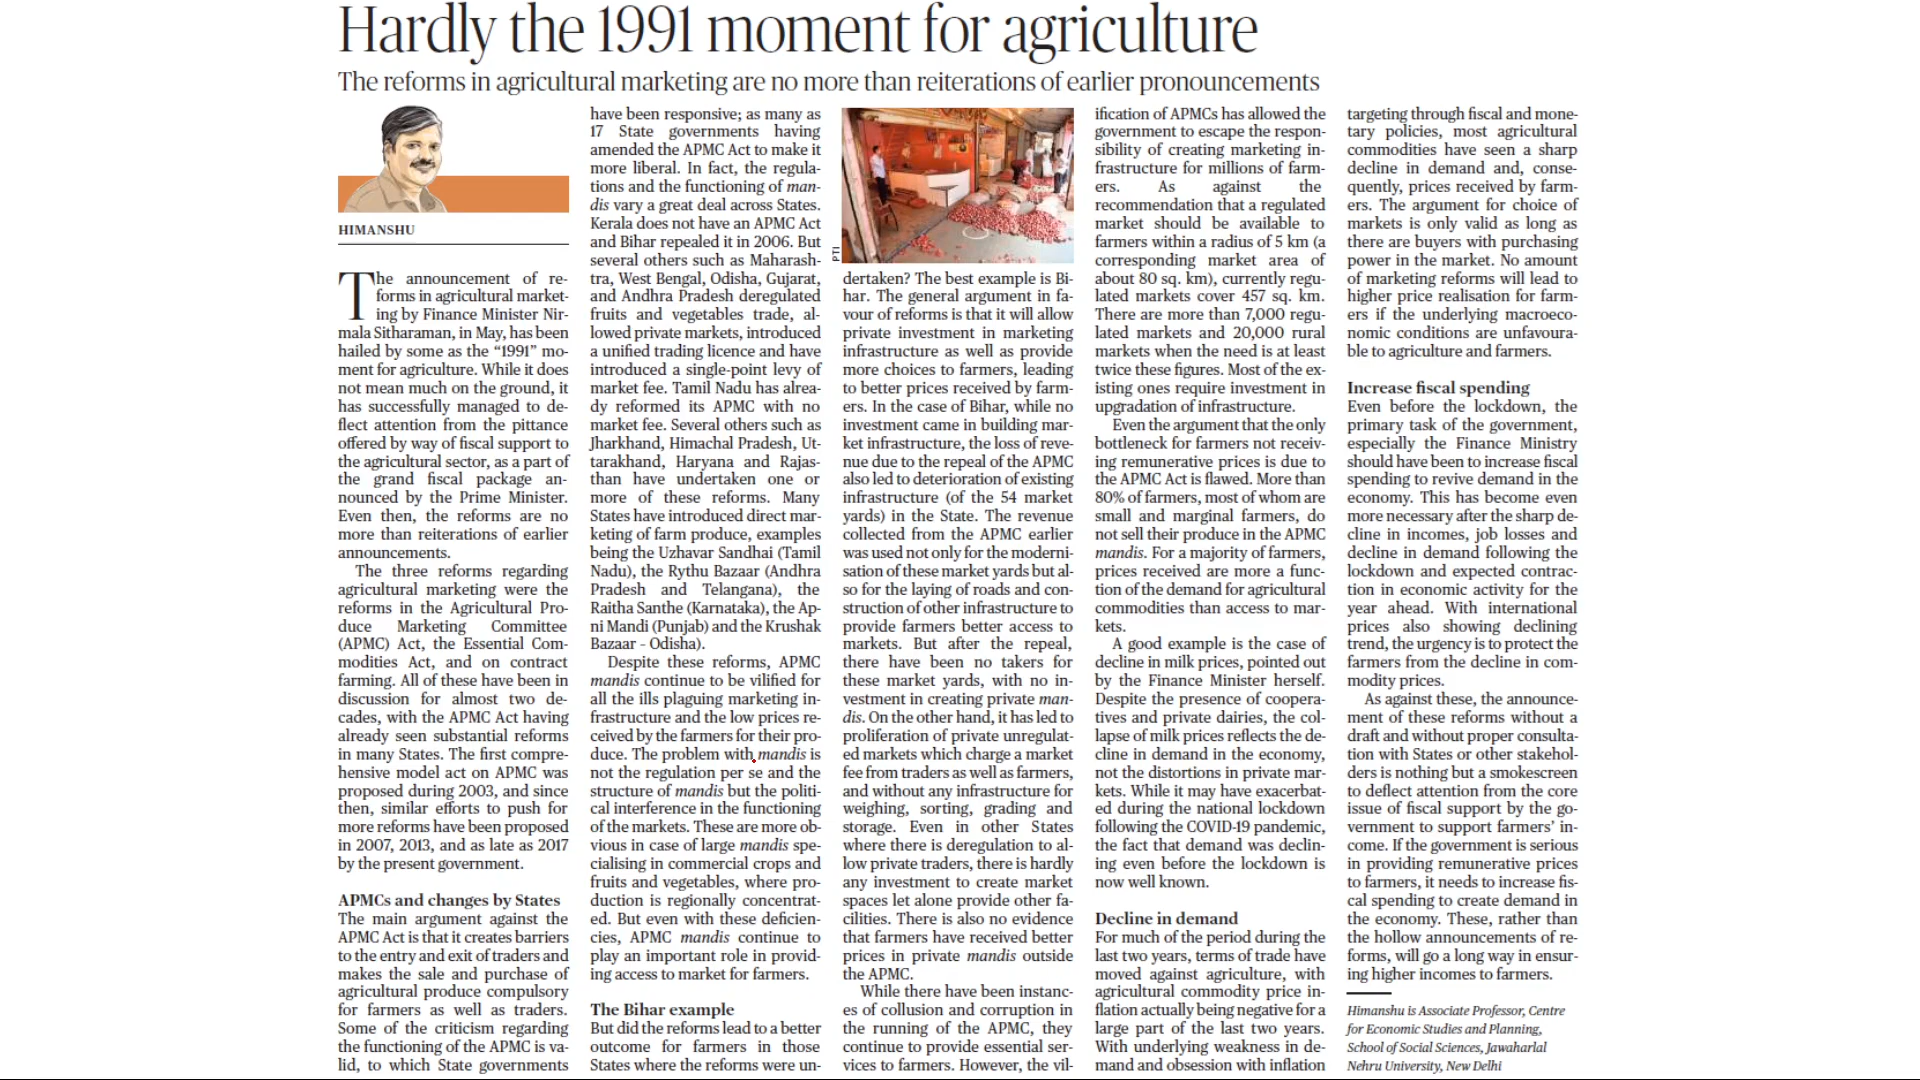 Hardly the 1991 moment for agriculture
The reforms in agricultural marketing are no more than reiterations of earlier pronouncements
HIMANSHU
The announcement of re-
forms in agricultural market-
ing by Finance Minister Nir-
mala Sitharaman, in May, has been
hailed by some as the “1991” mo-
ment for agriculture. While it does
not mean much on the ground, it
has successfully managed to de-
flect attention from the pittance
offered by way of fiscal support to
the agricultural sector, as a part of
the grand fiscal package an-
nounced by the Prime Minister.
Even then, the reforms are no
more than reiterations of earlier
announcements.
The three reforms regarding
agricultural marketing were the
reforms in the Agricultural Pro-
duce Marketing Committee
(APMC) Act, the Essential Com-
modities Act, and on contract
farming. All of these have been in
discussion for almost two de-
cades, with the APMC Act having
already seen substantial reforms
in many States. The first compre-
hensive model act on APMC was
proposed during 2003, and since
then, similar efforts to push for
more reforms have been proposed
in 2007, 2013, and as late as 2017
by the present government.
APMCs and changes by States
The main argument against the
APMC Act is that it creates barriers
to the entry and exit of traders and
makes the sale and purchase of
agricultural produce compulsory
for farmers as well as traders.
Some of the criticism regarding
the functioning of the APMC is va-
lid, to which State governments
have been responsive; as many as
17 State governments having
amended the APMC Act to make it
more liberal. In fact, the regula-
tions and the functioning of man-
dis vary a great deal across States.
Kerala does not have an APMC Act
and Bihar repealed it in 2006. But
several others such as Maharash-
tra, West Bengal, Odisha, Gujarat,
and Andhra Pradesh deregulated
fruits and vegetables trade, al-
lowed private markets, introduced
a unified trading licence and have
introduced a single-point levy of
market fee. Tamil Nadu has alrea-
dy reformed its APMC with no
market fee. Several others such as
Jharkhand, Himachal Pradesh, Ut-
tarakhand, Haryana and Rajas-
than have undertaken one or
more of these reforms. Many
States have introduced direct mar-
keting of farm produce, examples
being the Uzhavar Sandhai (Tamil
Nadu), the Rythu Bazaar (Andhra
Pradesh and Telangana), the
Raitha Santhe (Karnataka), the Ap-
ni Mandi (Punjab) and the Krushak
Bazaar - Odisha).
Despite these reforms, APMC
mandis continue to be vilified for
all the ills plaguing marketing in-
frastructure and the low prices re-
ceived by the farmers for their pro-
duce. The problem with mandis is
not the regulation per se and the
structure of mandis but the politi-
cal interference in the functioning
of the markets. These are more ob-
vious in case of large mandis spe-
cialising in commercial crops and
fruits and vegetables, where pro-
duction is regionally concentrat-
ed. But even with these deficien-
cies, APMC mandis continue to
play an important role in provid-
ing access to market for farmers.
The Bihar example
But did the reforms lead to a better
outcome for farmers in those
States where the reforms were un-
PTI
dertaken? The best example is Bi-
har. The general argument in fa-
vour of reforms is that it will allow
private investment in marketing
infrastructure as well as provide
more choices to farmers, leading
to better prices received by farm-
ers. In the case of Bihar, while no
investment came in building mar-
ket infrastructure, the loss of reve-
nue due to the repeal of the APMC
also led to deterioration of existing
infrastructure (of the 54 market
yards) in the State. The revenue
collected from the APMC earlier
was used not only for the moderni-
sation of these market yards but al-
so for the laying of roads and con-
struction of other infrastructure to
provide farmers better access to
markets. But after the repeal,
there have been no takers for
these market yards, with no in-
vestment in creating private man-
dis. On the other hand, it has led to
proliferation of private unregulat-
ed markets which charge a market
fee from traders as well as farmers,
and without any infrastructure for
weighing, sorting, grading and
storage. Even in other States
where there is deregulation to al-
low private traders, there is hardly
any investment to create market
spaces let alone provide other fa-
cilities. There is also no evidence
that farmers have received better
prices in private mandis outside
the APMC.
While there have been instanc-
es of collusion and corruption in
the running of the APMC, they
continue to provide essential ser-
vices to farmers. However, the vil-
ification of APMCs has allowed the
government to escape the respon-
sibility of creating marketing in-
frastructure for millions of farm-
ers. As against the
recommendation that a regulated
market should be available to
farmers within a radius of 5 km (a
corresponding market area of
about 80 sq. km), currently regu-
lated markets cover 457 sq. km.
There are more than 7,000 regu-
lated markets and 20,000 rural
markets when the need is at least
twice these figures. Most of the ex-
isting ones require investment in
upgradation of infrastructure.
Even the argument that the only
bottleneck for farmers not receiv-
ing remunerative prices is due to
the APMC Act is flawed. More than
80% of farmers, most of whom are
small and marginal farmers, do
not sell their produce in the APMC
mandis. For a majority of farmers,
prices received are more a func-
tion of the demand for agricultural
commodities than access to mar-
kets.
A good example is the case of
decline in milk prices, pointed out
by the Finance Minister herself.
Despite the presence of coopera-
tives and private dairies, the col-
lapse of milk prices reflects the de-
cline in demand in the economy,
not the distortions in private mar-
kets. While it may have exacerbat-
ed during the national lockdown
following the COVID-19 pandemic,
the fact that demand was declin-
ing even before the lockdown is
now well known.
Decline in demand
For much of the period during the
last two years, terms of trade have
moved against agriculture, with
agricultural commodity price in-
flation actually being negative for a
large part of the last two years.
With underlying weakness in de-
mand and obsession with inflation
targeting through fiscal and mone-
tary policies, most agricultural
commodities have seen a sharp
decline in demand and, conse-
quently, prices received by farm-
ers. The argument for choice of
markets is only valid as long as
there are buyers with purchasing
power in the market. No amount
of marketing reforms will lead to
higher price realisation for farm-
ers if the underlying macroeco-
nomic conditions are unfavoura-
ble to agriculture and farmers.
Increase fiscal spending
Even before the lockdown, the
primary task of the government,
especially the Finance Ministry
should have been to increase fiscal
spending to revive demand in the
economy. This has become even
more necessary after the sharp de-
cline in incomes, job losses and
decline in demand following the
lockdown and expected contrac-
tion in economic activity for the
year ahead. With international
prices also showing declining
trend, the urgency is to protect the
farmers from the decline in com-
modity prices.
As against these, the announce-
ment of these reforms without a
draft and without proper consulta-
tion with States or other stakehol-
ders is nothing but a smokescreen
to deflect attention from the core
issue of fiscal support by the go-
vernment to support farmers’ in-
come. If the government is serious
in providing remunerative prices
to farmers, it needs to increase fis-
cal spending to create demand in
the economy. These, rather than
the hollow announcements of re-
forms, will go a long way in ensur-
ing higher incomes to farmers.
Himanshu is Associate Professor, Centre
for Economic Studies and Planning,
School of Social Sciences, Jawaharlal
Nehru University, New Delhi